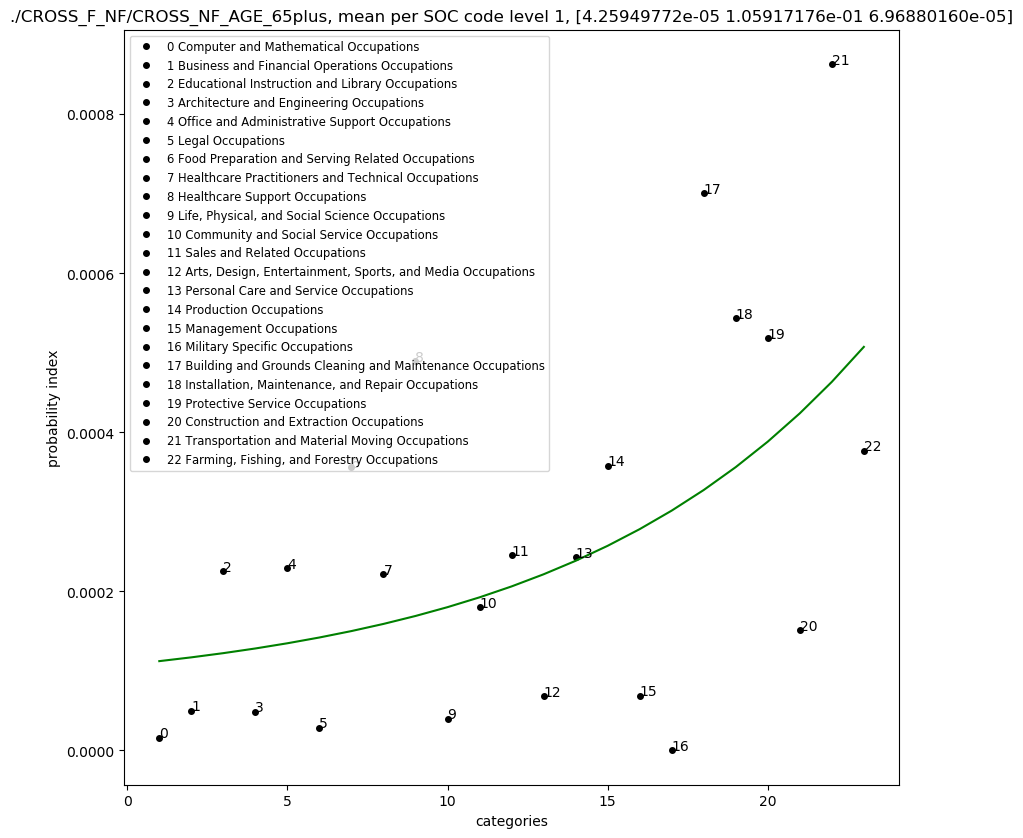 ./CROSS_F_NF/CROSS_NF_AGE_65plus, mean per SOC code level 1, [4.25949772e-05 1.05917176e-01 6.96880160e-05]
0 Computer and Mathematical Occupations
1 Business and Financial Operations Occupations
2 Educational Instruction and Library Occupations
3 Architecture and Engineering Occupations
4 Office and Administrative Support Occupations
5 Legal Occupations
6 Food Preparation and Serving Related Occupations
7 Healthcare Practitioners and Technical Occupations
8 Healthcare Support Occupations
9 Life, Physical, and Social Science Occupations
10 Community and Social Service Occupations
11 Sales and Related Occupations
12 Arts, Design, Entertainment, Sports, and Media Occupations
13 Personal Care and Service Occupations
14 Production Occupations
15 Management Occupations
16 Military Specific Occupations
17 Building and Grounds Cleaning and Maintenance Occupations
18 Installation, Maintenance, and Repair Occupations
19 Protective Service Occupations
20 Construction and Extraction Occupations
21 Transportation and Material Moving Occupations
22 Farming, Fishing, and Forestry Occupations
21
17
18
19
8
14
22
2
4
7
11
13
10
20
0
1
3
5
9
12
15
16
0.0008
0.0006
0.0004
0.0002
0.0000
probability index
0
5
10
15
20
categories